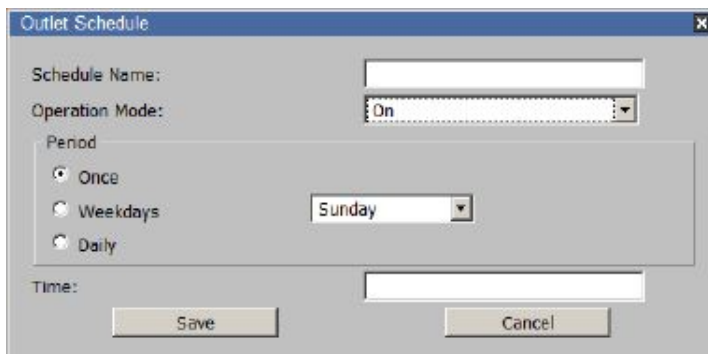 Outlet Schedule
Schedule Name:
Operation Mode: On
Period
Once
Weekdays Sunday
Daily
Time:
Save Cancel